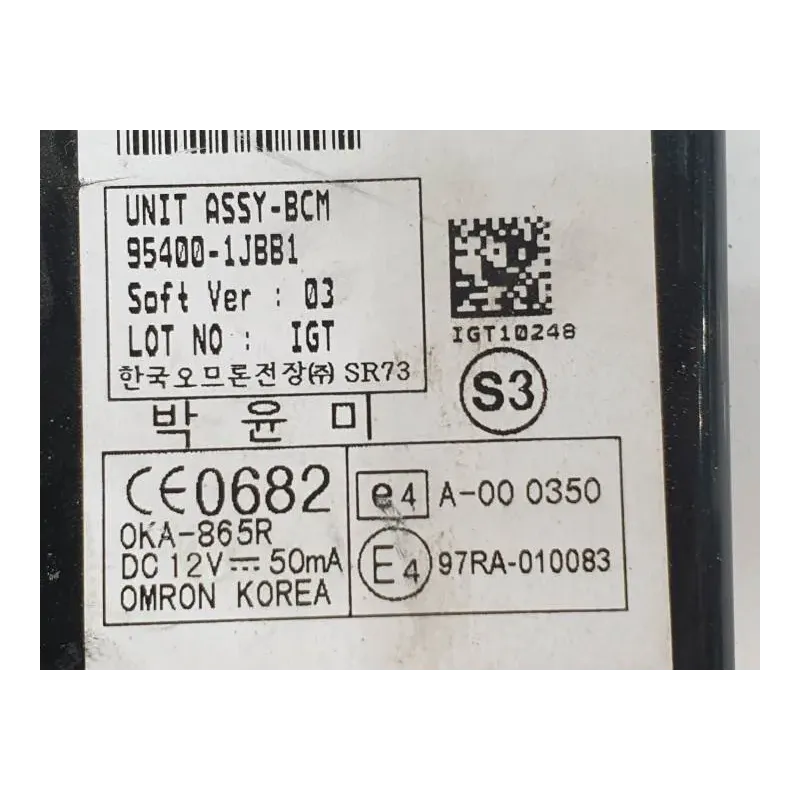 UNIT ASSY-BCM
95400-1JBB1
Soft Ver : 03
LOT NO : IGT
한국오므론전장㈜ SR73
IGT10248
S3
박 윤 미
CE0682
OKA-865R
DC 12V⎓50mA
OMRON KOREA
e4 A-00 0350
E4 97RA-010083